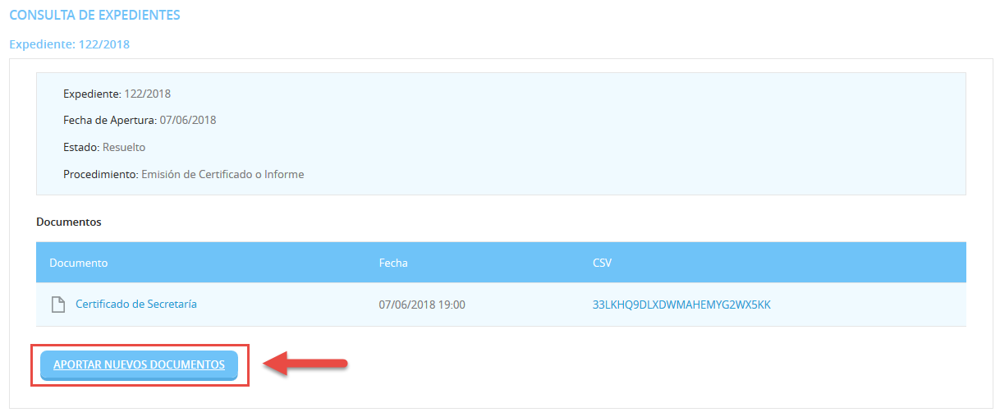 CONSULTA DE EXPEDIENTES
Expediente: 122/2018
Expediente: 122/2018
Fecha de Apertura: 07/06/2018
Estado: Resuelto
Procedimiento: Emisión de Certificado o Informe
Documentos
Documento Fecha CSV
Certificado de Secretaría 07/06/2018 19:00 33LKHQ9DLXDWMAHEMYG2WX5KK
APORTAR NUEVOS DOCUMENTOS